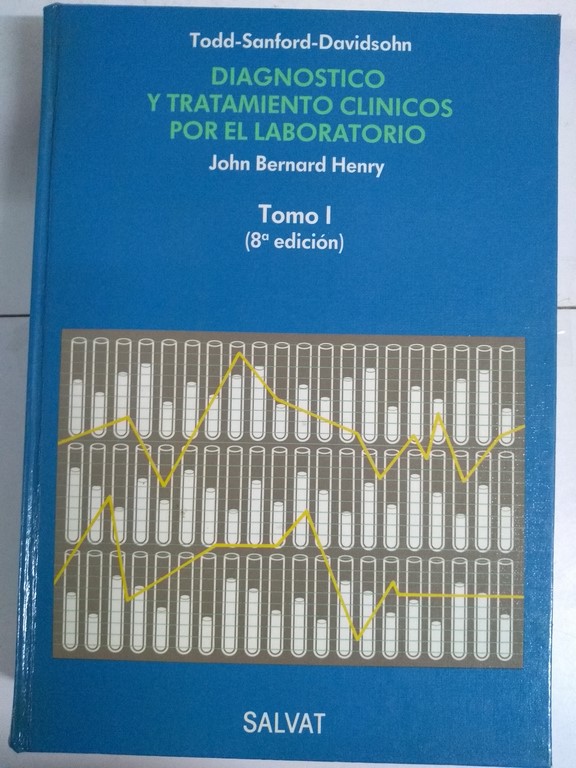 Todd-Sanford-Davidsohn
DIAGNOSTICO
Y TRATAMIENTO CLINICOS
POR EL LABORATORIO
John Bernard Henry
Tomo I
(8ª edición)
SALVAT